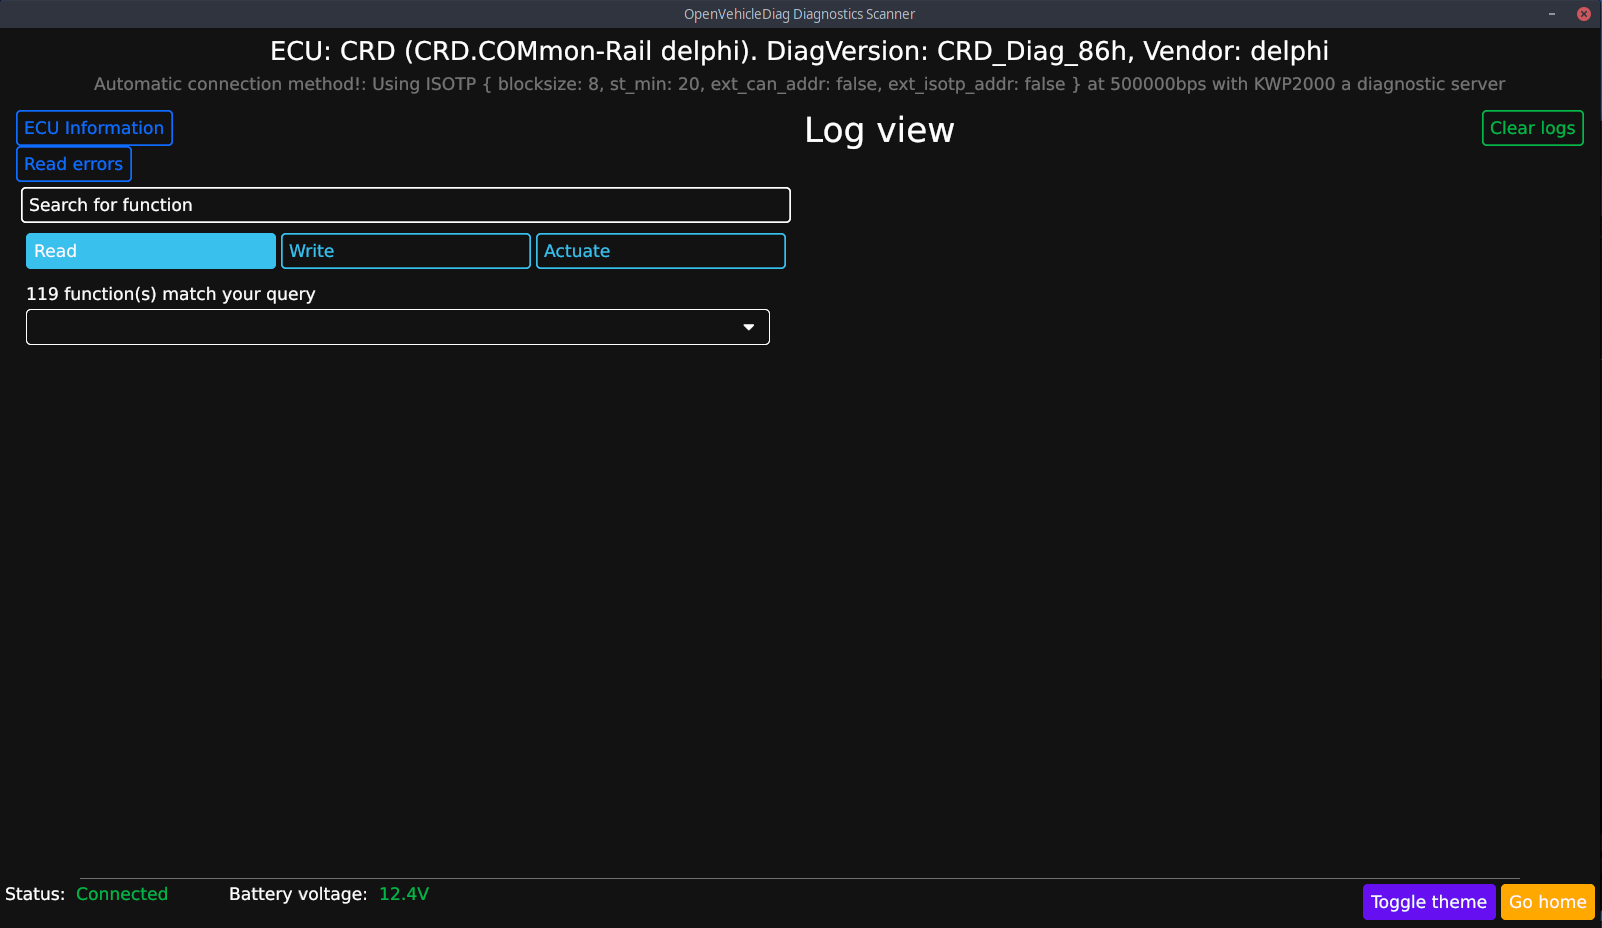 OpenVehicleDiag Diagnostics Scanner
ECU: CRD (CRD.COMmon-Rail delphi). DiagVersion: CRD_Diag_86h, Vendor: delphi
Automatic connection method!: Using ISOTP { blocksize: 8, st_min: 20, ext_can_addr: false, ext_isotp_addr: false } at 500000bps with KWP2000 a diagnostic server
ECU Information
Read errors
Search for function
Read Write Actuate
119 function(s) match your query
Log view
Clear logs
Status: Connected Battery voltage: 12.4V
Toggle theme Go home